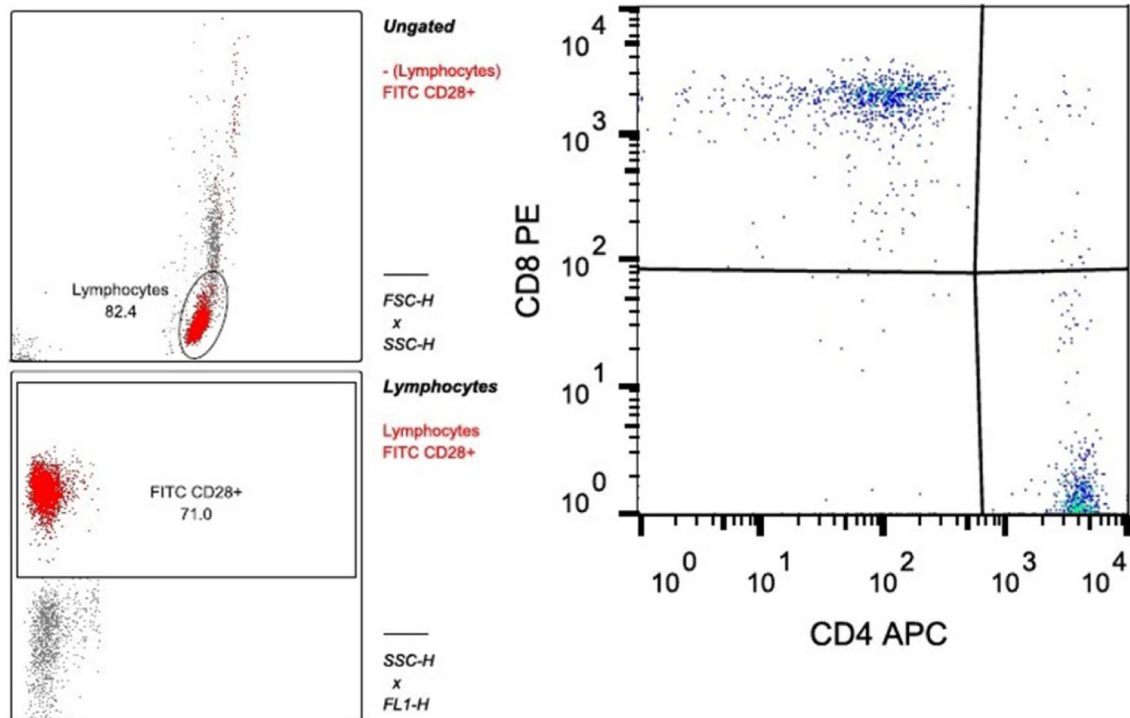 Ungated
- (Lymphocytes)
FITC CD28+
Lymphocytes
82.4
FSC-H
x
SSC-H
Lymphocytes
Lymphocytes
FITC CD28+
FITC CD28+
71.0
SSC-H
x
FL1-H
CD8 PE
10^4
10^3
10^2
10^1
10^0
10^0 10^1 10^2 10^3 10^4
CD4 APC